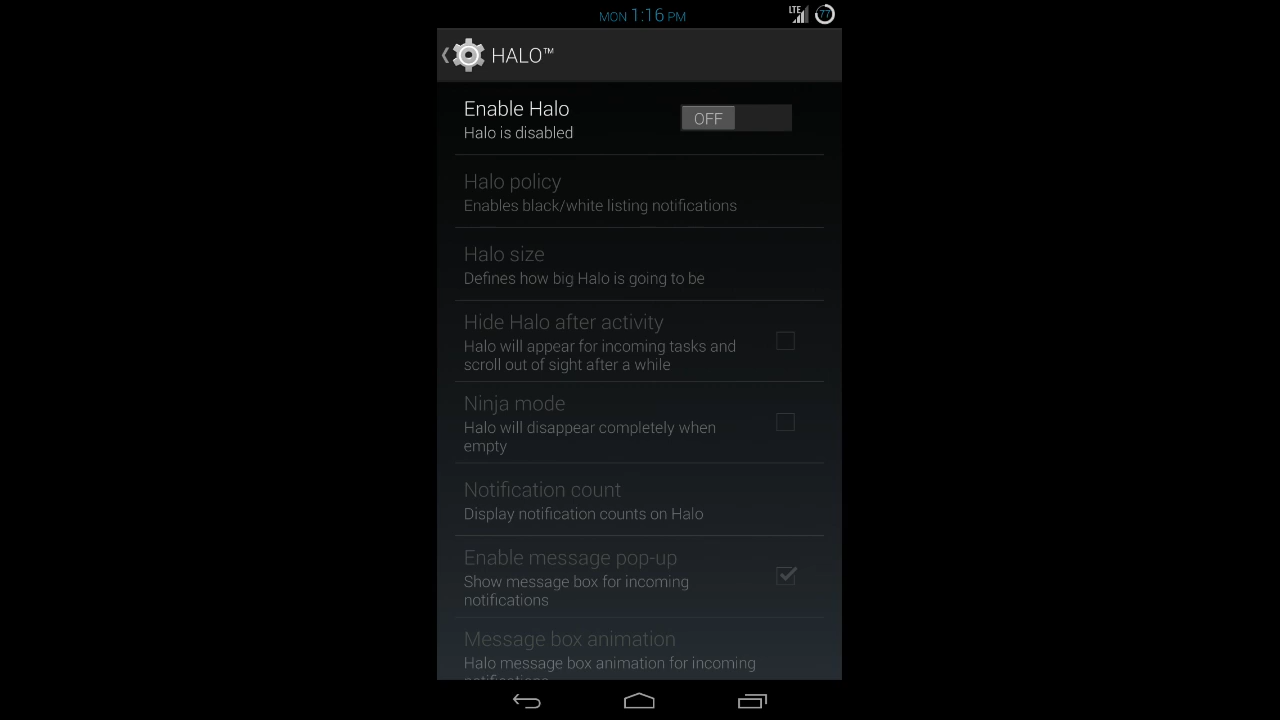 MON 1:16 PM
LTE
77
HALO™
Enable Halo
Halo is disabled
OFF
Halo policy
Enables black/white listing notifications
Halo size
Defines how big Halo is going to be
Hide Halo after activity
Halo will appear for incoming tasks and
scroll out of sight after a while
Ninja mode
Halo will disappear completely when
empty
Notification count
Display notification counts on Halo
Enable message pop-up
Show message box for incoming
notifications
Message box animation
Halo message box animation for incoming
notifications